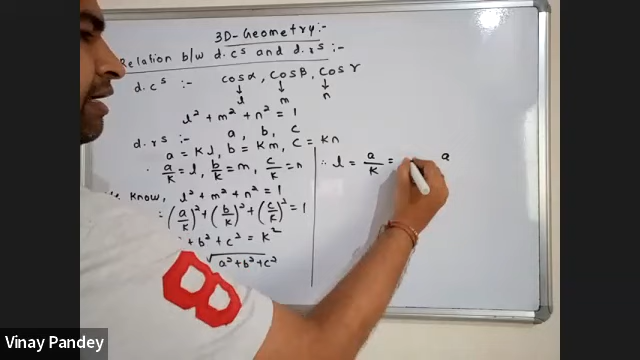 3D-Geometry:-
Relation b/w d.cˢ and d.rˢ :-
d.cˢ cosα, cosβ, cosγ
↓ ↓ ↓
l m n
l² + m² + n² = 1
d.rˢ :- a, b, c
a = Kl, b = Km, c = Kn
a/K = l, b/K = m, c/K = n
Know, l² + m² + n² = 1
= (a/K)² + (b/K)² + (c/K)² = 1
+ b² + c² = K²
√a² + b² + c²
∴ l = a/K = a
8
Vinay Pandey